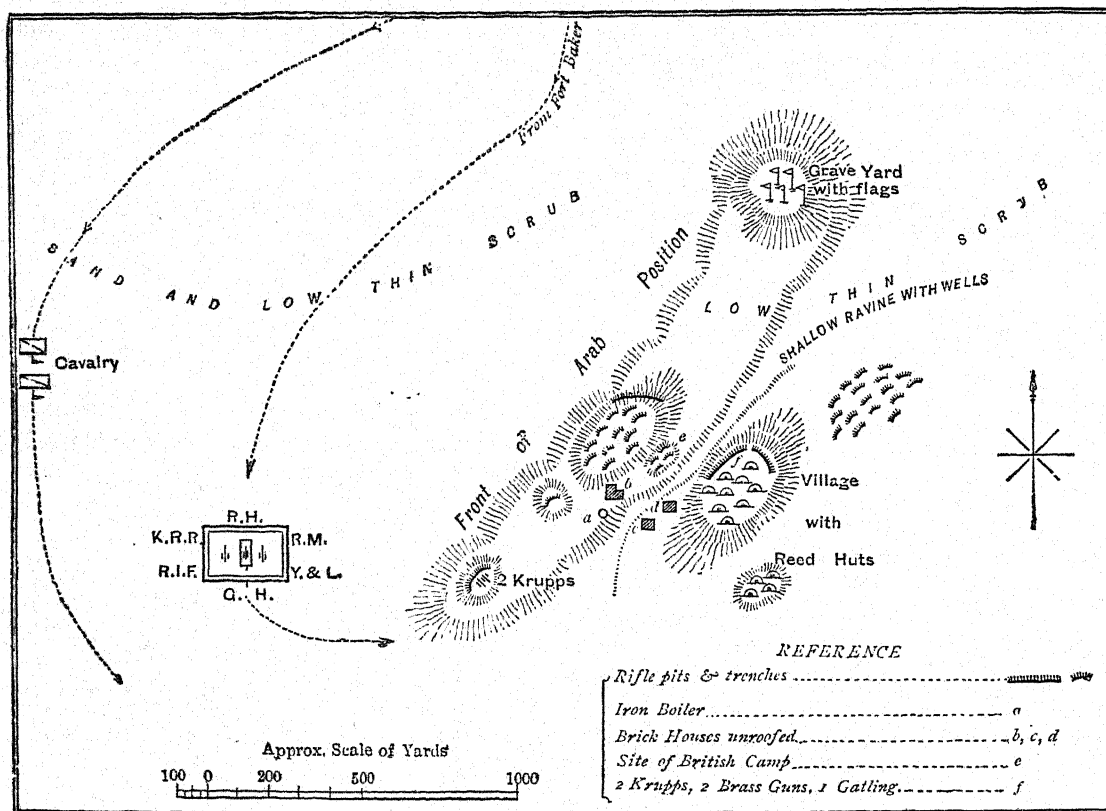 From Fort Baker
Grave Yard
with flags
SAND AND LOW THIN SCRUB
LOW THIN SCRUB
SHALLOW RAVINE WITH WELLS
Front of Arab Position
Cavalry
R.H.
K.R.R. R.M.
R.I.F. Y. & L.
G. H.
2 Krupps
a
b
c
d
e
f
Village
with
Reed Huts
REFERENCE
Rifle pits & trenches
Iron Boiler a
Brick Houses unroofed b, c, d
Site of British Camp e
2 Krupps, 2 Brass Guns, 1 Gatling f
Approx. Scale of Yards
100 0 200 500 1000